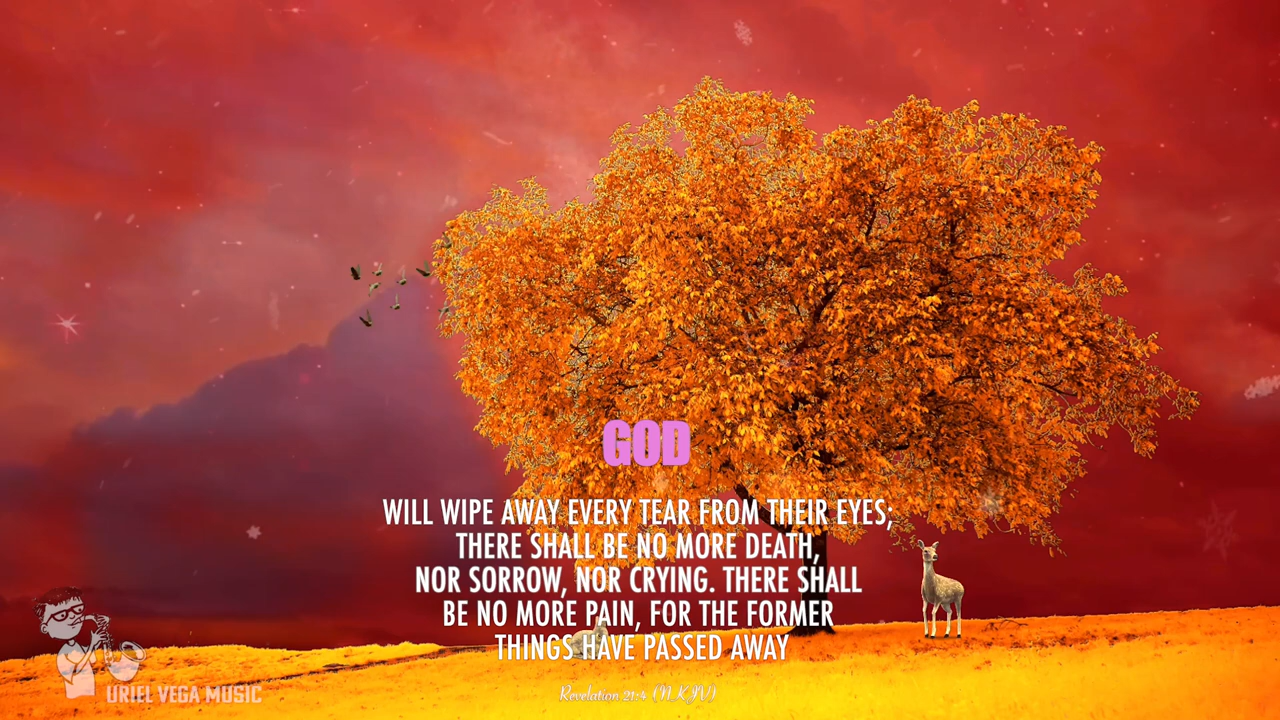 GOD
WILL WIPE AWAY EVERY TEAR FROM THEIR EYES;
THERE SHALL BE NO MORE DEATH,
NOR SORROW, NOR CRYING. THERE SHALL
BE NO MORE PAIN, FOR THE FORMER
THINGS HAVE PASSED AWAY
Revelation 21:4 (NKJV)
URIEL VEGA MUSIC